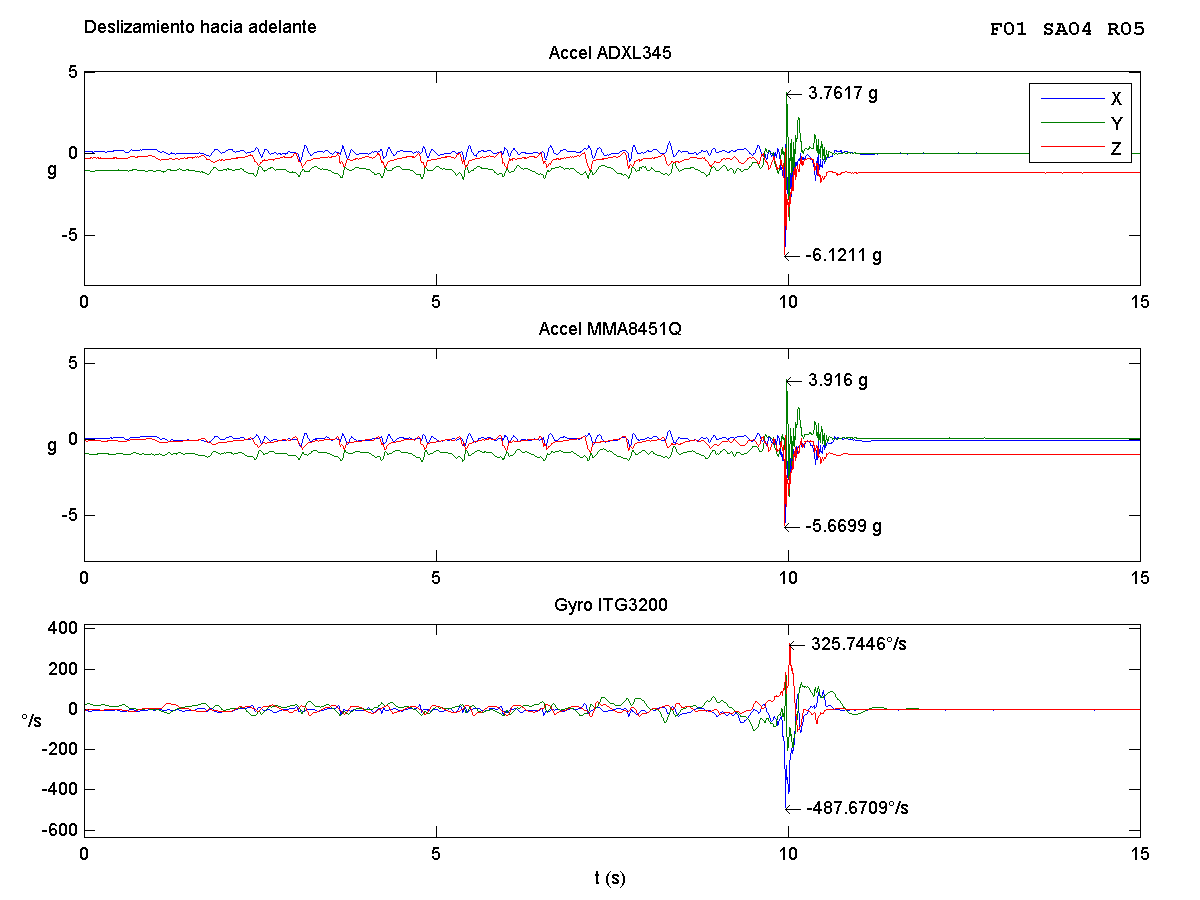 Deslizamiento hacia adelante
F01 SA04 R05
Accel ADXL345
5
0
-5
g
3.7617 g
-6.1211 g
X
Y
Z
0 5 10 15
Accel MMA8451Q
5
0
-5
g
3.916 g
-5.6699 g
0 5 10 15
Gyro ITG3200
400
200
0
-200
-400
-600
°/s
325.7446°/s
-487.6709°/s
0 5 10 15
t (s)